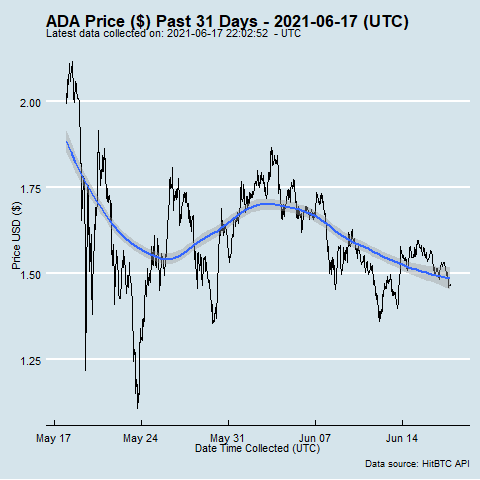 ADA Price ($) Past 31 Days - 2021-06-17 (UTC)
Latest data collected on: 2021-06-17 22:02:52 - UTC
2.00
1.75
1.50
1.25
Price USD ($)
May 17 May 24 May 31 Jun 07 Jun 14
Date Time Collected (UTC)
Data source: HitBTC API